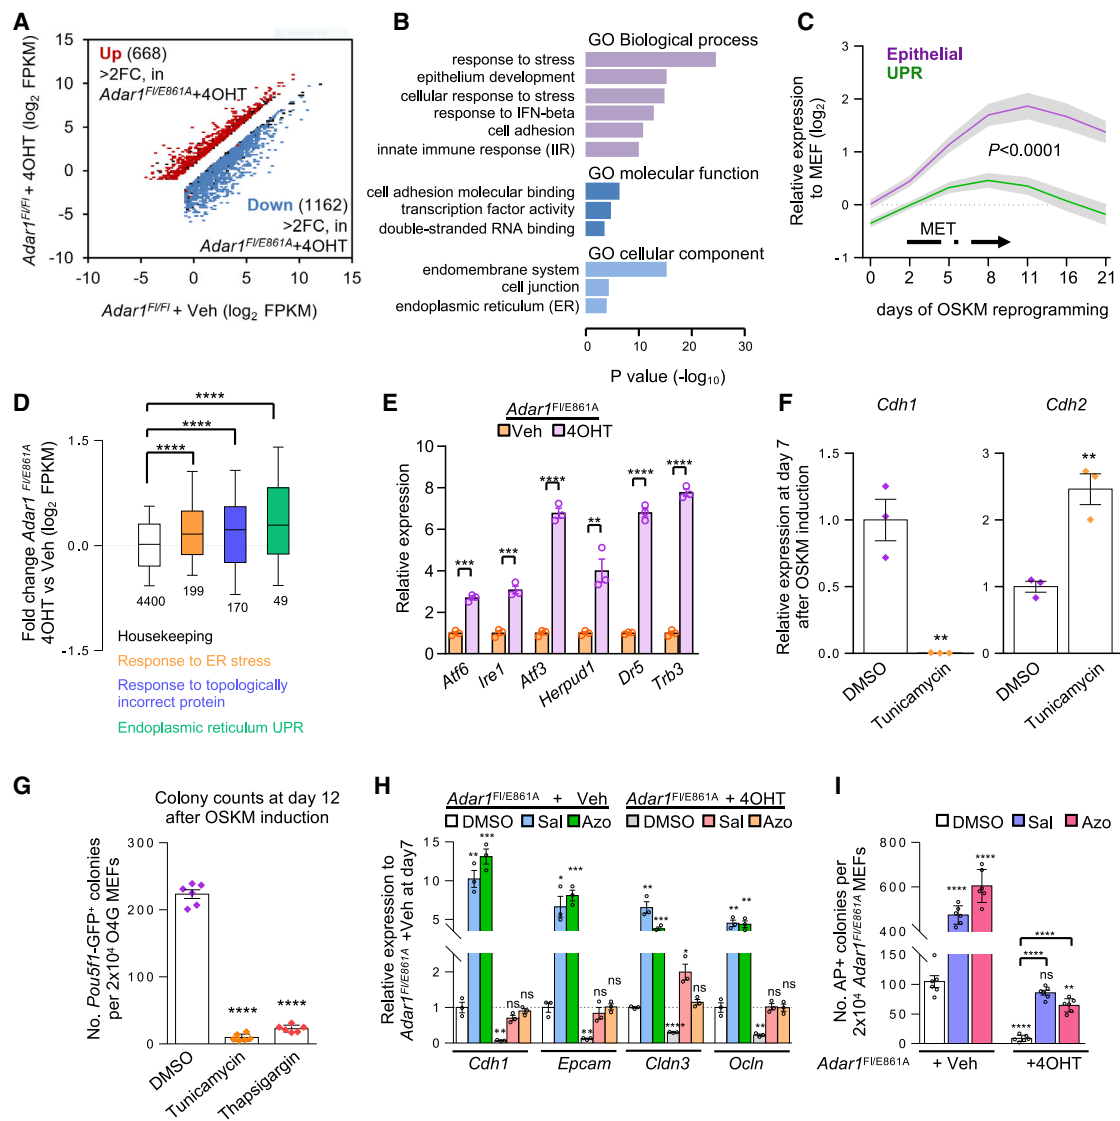 A
15
10
5
0
-5
-10
-10
-5
0
5
10
15
Up (668)
>2FC, in
Adar1Fl/E861A+4OHT
Down (1162)
>2FC, in
Adar1Fl/E861A+4OHT
Adar1Fl/Fl + 4OHT (log2 FPKM)
Adar1Fl/Fl + Veh (log2 FPKM)
B
GO Biological process
response to stress
epithelium development
cellular response to stress
response to IFN-beta
cell adhesion
innate immune response (IIR)
GO molecular function
cell adhesion molecular binding
transcription factor activity
double-stranded RNA binding
GO cellular component
endomembrane system
cell junction
endoplasmic reticulum (ER)
0
10
20
30
P value (-log10)
C
Epithelial
UPR
3
2
1
0
-1
P<0.0001
MET
0
2
5
8
11
16
21
Relative expression
to MEF (log2)
days of OSKM reprogramming
D
****
****
****
1.5
0.0
-1.5
4400
199
170
49
Fold change Adar1 Fl/E861A
4OHT vs Veh (log2 FPKM)
Housekeeping
Response to ER stress
Response to topologically
incorrect protein
Endoplasmic reticulum UPR
E
Adar1Fl/E861A
Veh
4OHT
10
8
6
4
2
0
Relative expression
***
***
****
**
****
****
Atf6
Ire1
Atf3
Herpud1
Dr5
Trb3
F
Cdh1
Cdh2
1.5
1.0
0.5
0.0
3
2
1
0
**
**
Relative expression at day 7
after OSKM induction
DMSO
Tunicamycin
DMSO
Tunicamycin
G
Colony counts at day 12
after OSKM induction
300
200
100
0
****
****
No. Pou5f1-GFP+ colonies
per 2x10⁴ O4G MEFs
DMSO
Tunicamycin
Thapsigargin
H
Adar1Fl/E861A + Veh
Adar1Fl/E861A + 4OHT
DMSO
Sal
Azo
DMSO
Sal
Azo
15
10
5
2
1
0
Relative expression to
Adar1Fl/E861A +Veh at day7
**
***
**
ns
ns
*
***
**
ns
ns
**
***
****
*
ns
**
**
**
ns
ns
Cdh1
Epcam
Cldn3
Ocln
I
DMSO
Sal
Azo
800
600
400
150
100
50
0
****
****
****
****
****
ns
**
No. AP+ colonies per
2x10⁴ Adar1Fl/E861A MEFs
Adar1Fl/E861A
+ Veh
+4OHT